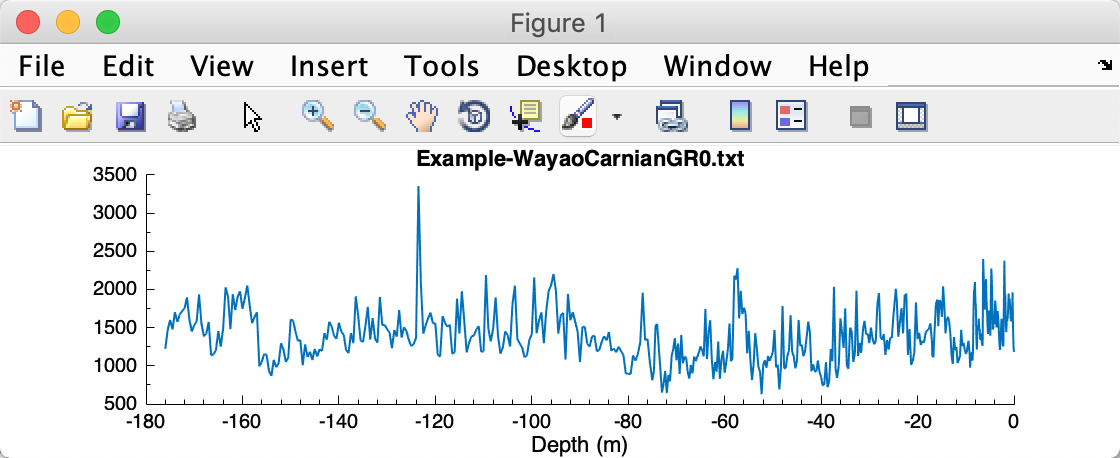 Figure 1
File Edit View Insert Tools Desktop Window Help
Example-WayaoCarnianGR0.txt
3500
3000
2500
2000
1500
1000
500
-180 -160 -140 -120 -100 -80 -60 -40 -20 0
Depth (m)